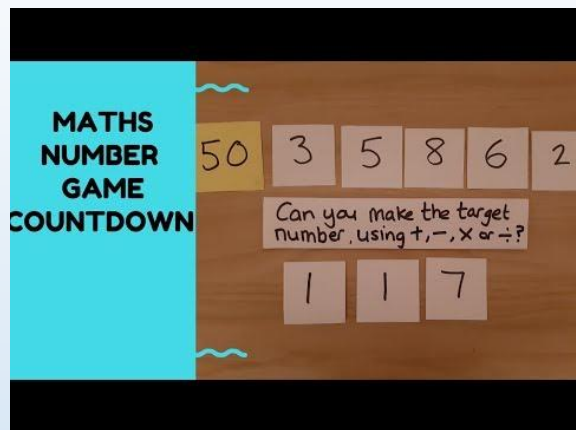 MATHS
NUMBER
GAME
COUNTDOWN
50 3 5 8 6 2
Can you make the target
number, using +, -, × or ÷?
1 1 7